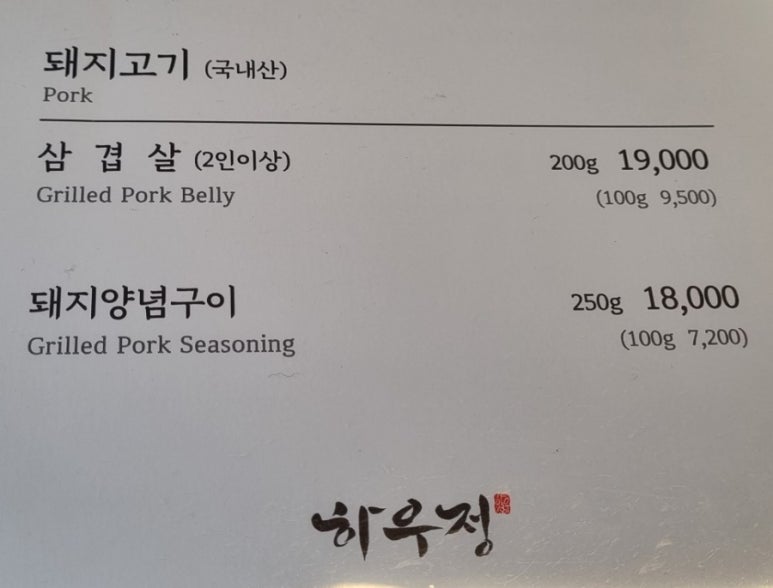 돼지고기 (국내산)
Pork
삼 겹 살 (2인이상) 200g 19,000
Grilled Pork Belly (100g 9,500)
돼지양념구이 250g 18,000
Grilled Pork Seasoning (100g 7,200)
하우정